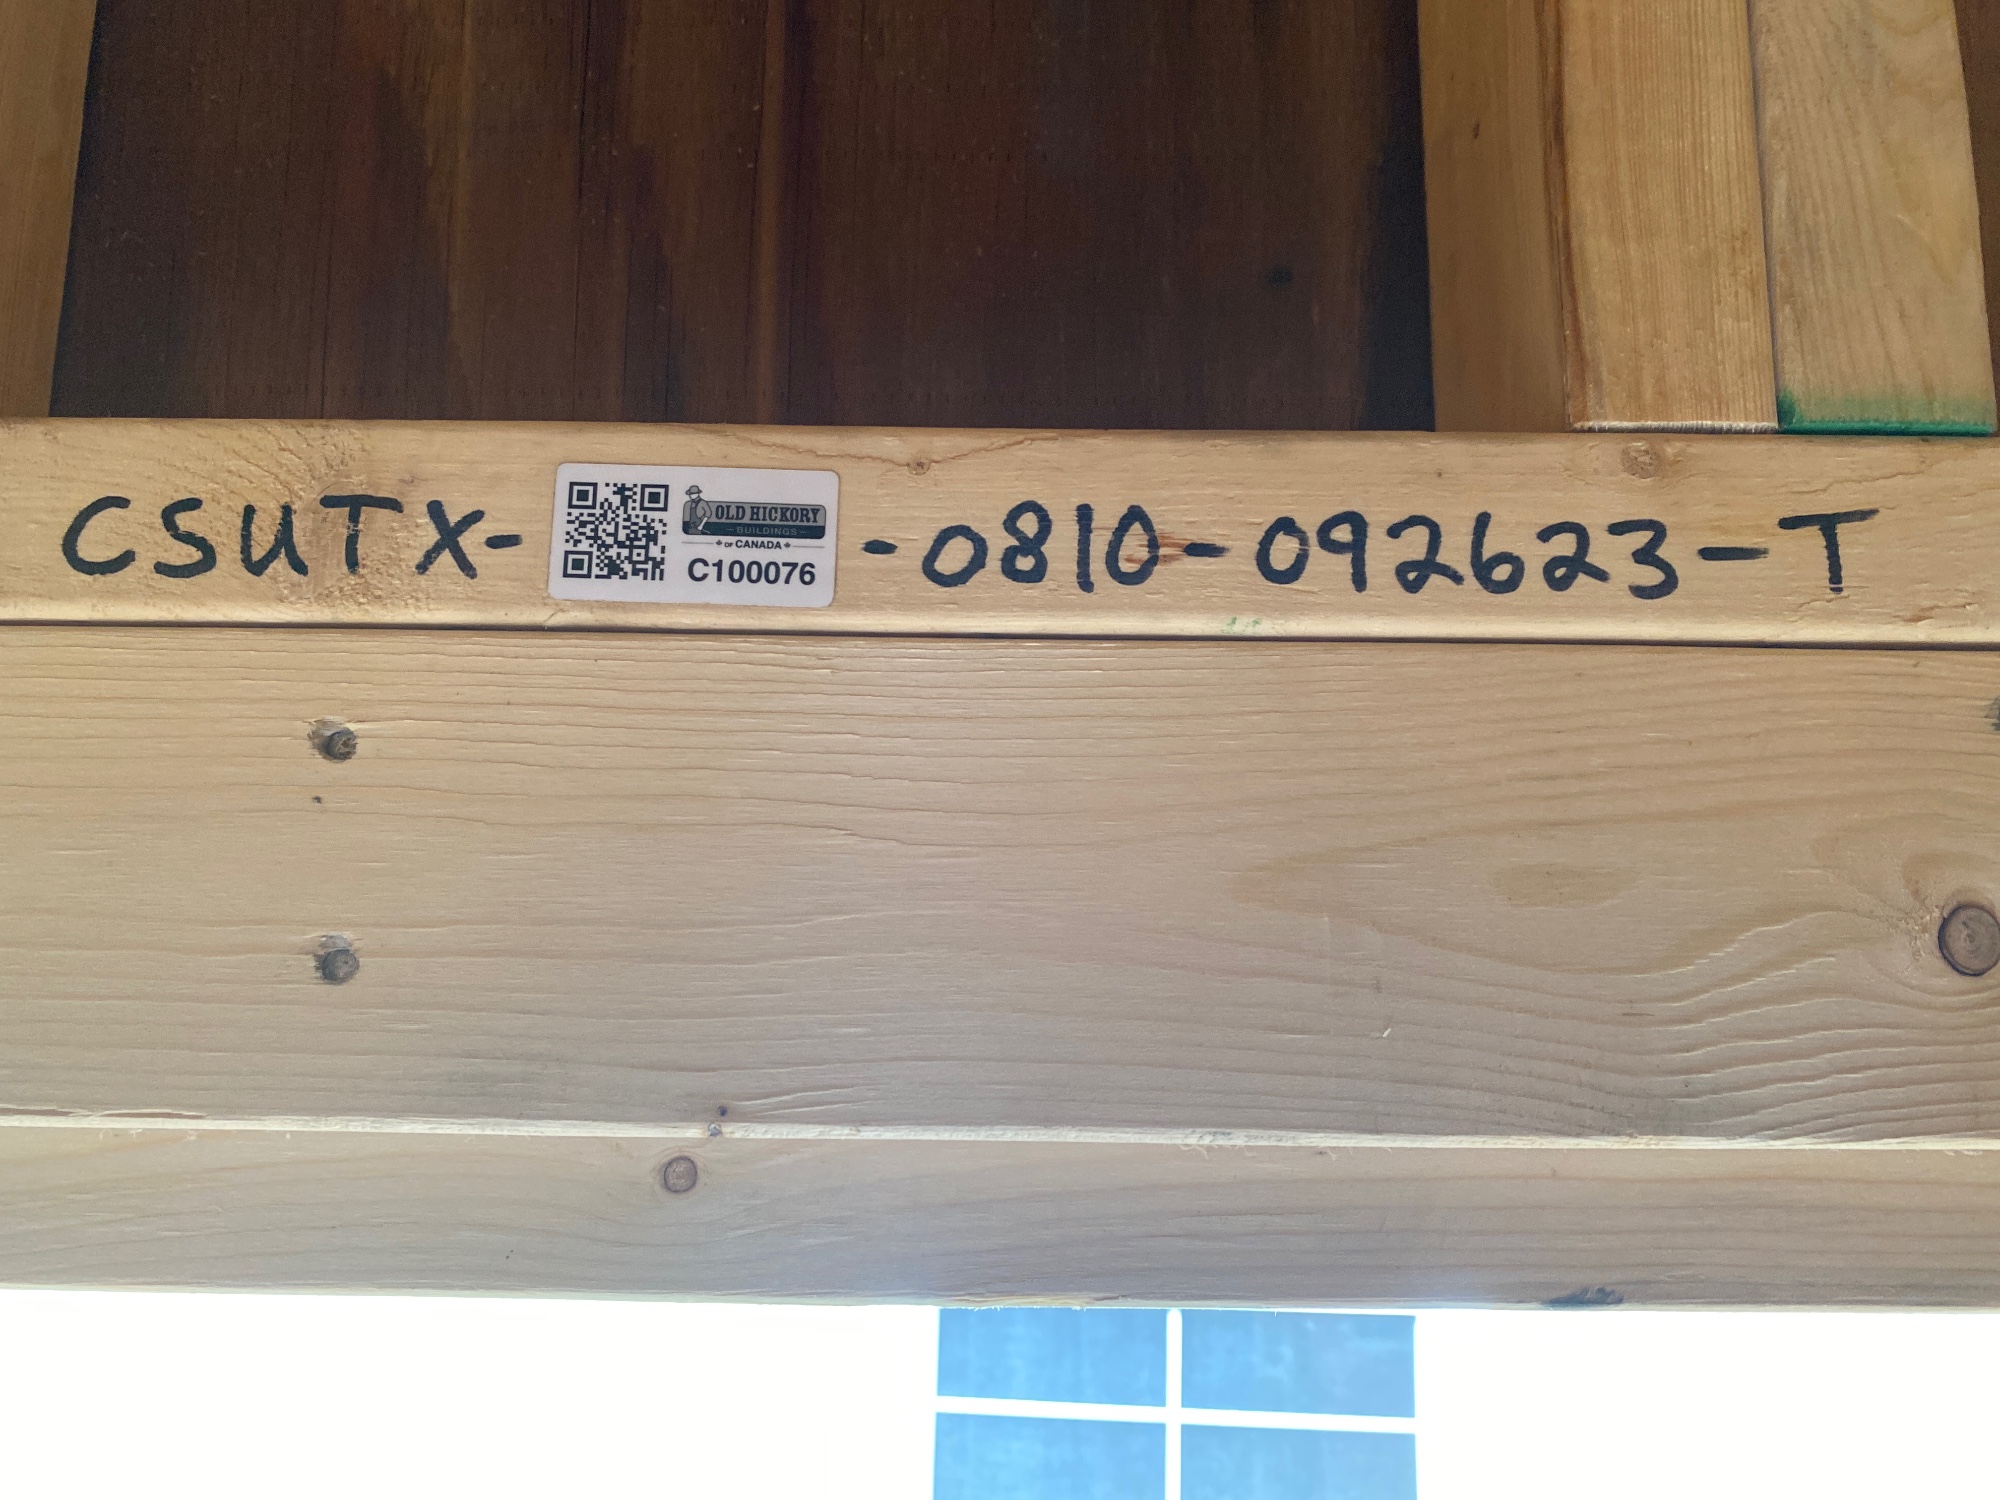 CSUTX-
OLD HICKORY
BUILDINGS
OF CANADA
C100076
-0810-092623-T